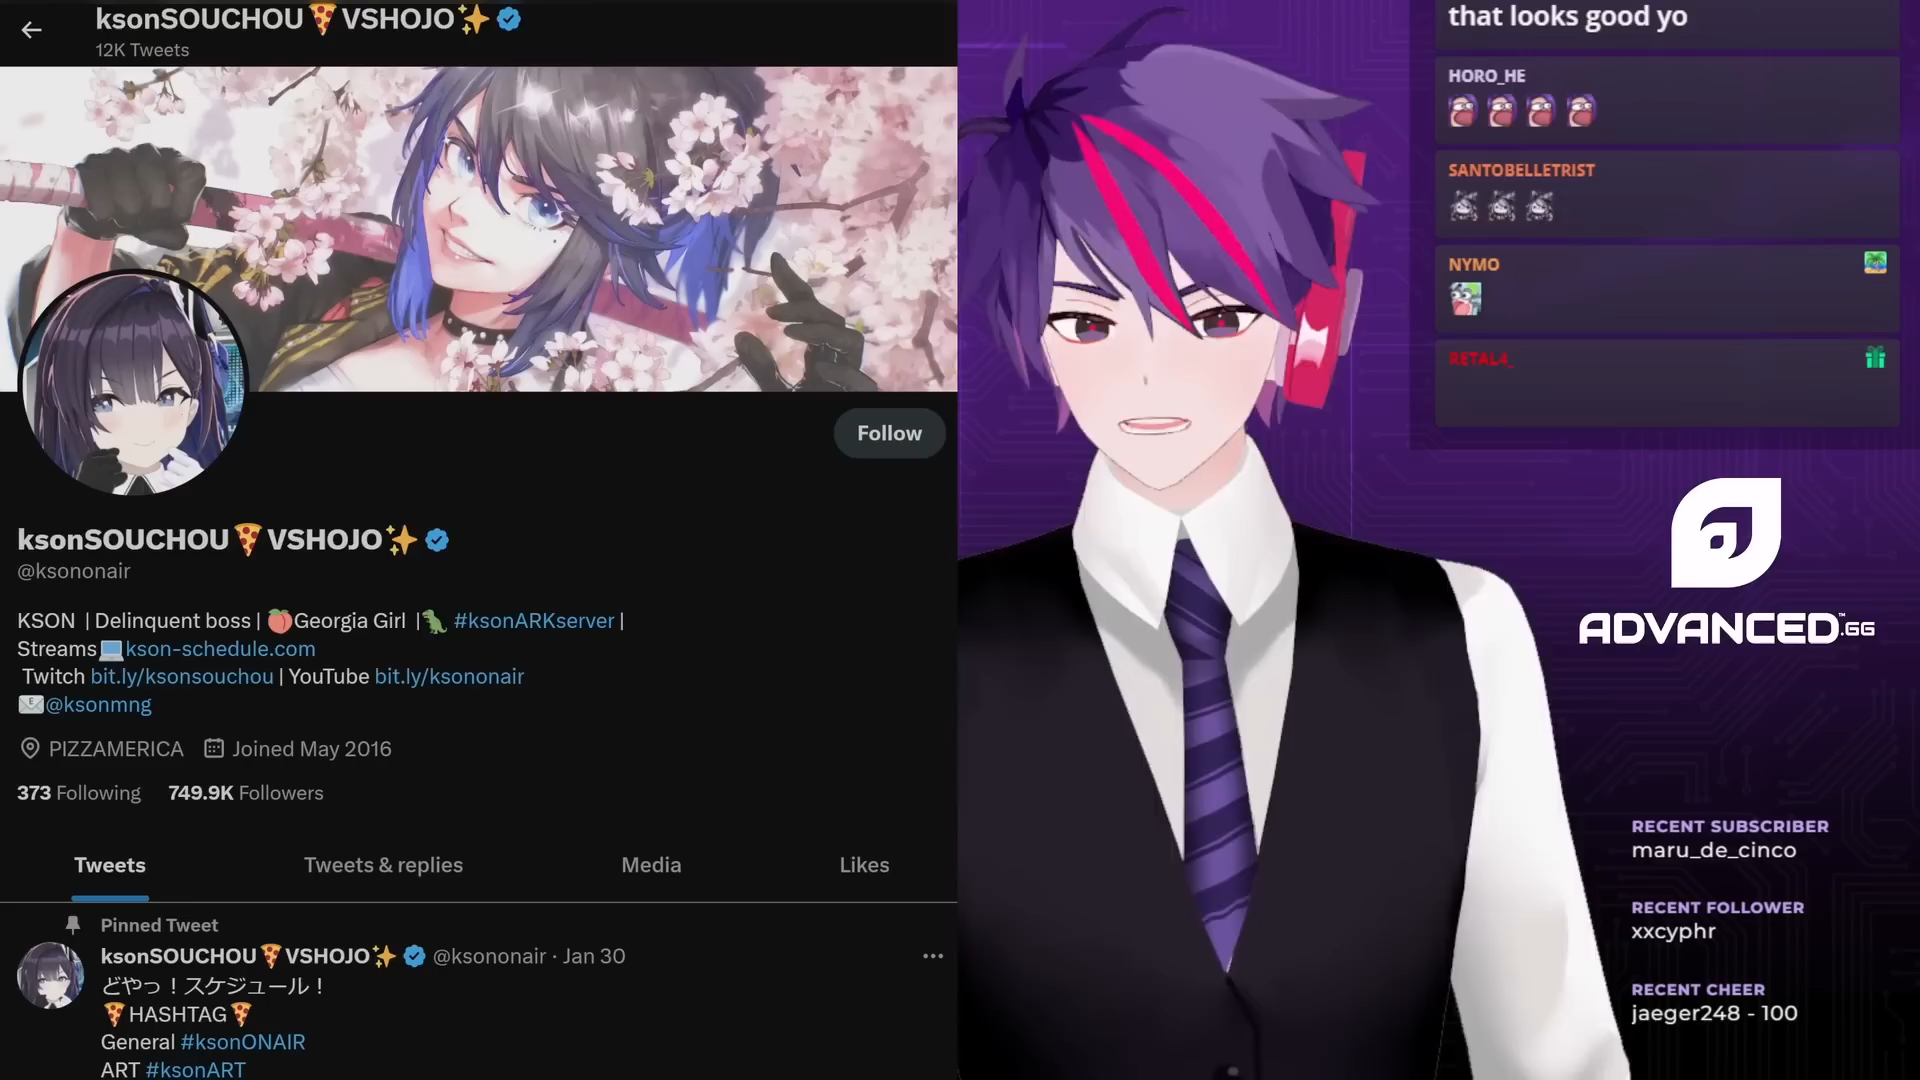 ksonSOUCHOU🍕VSHOJO✨
12K Tweets
Follow
ksonSOUCHOU🍕VSHOJO✨
@ksononair
KSON | Delinquent boss | 🍑Georgia Girl |🦖 #ksonARKserver |
Streams💻kson-schedule.com
Twitch bit.ly/ksonsouchou | YouTube bit.ly/ksononair
📧@ksonmng
PIZZAMERICA Joined May 2016
373 Following 749.9K Followers
Tweets Tweets & replies Media Likes
Pinned Tweet
ksonSOUCHOU🍕VSHOJO✨ @ksononair · Jan 30
どやっ！スケジュール！
🍕HASHTAG🍕
General #ksonONAIR
ART #ksonART
that looks good yo
HORO_HE
SANTOBELLETRIST
NYMO
RETAL4_
ADVANCED.GG™
RECENT SUBSCRIBER
maru_de_cinco
RECENT FOLLOWER
xxcyphr
RECENT CHEER
jaeger248 - 100